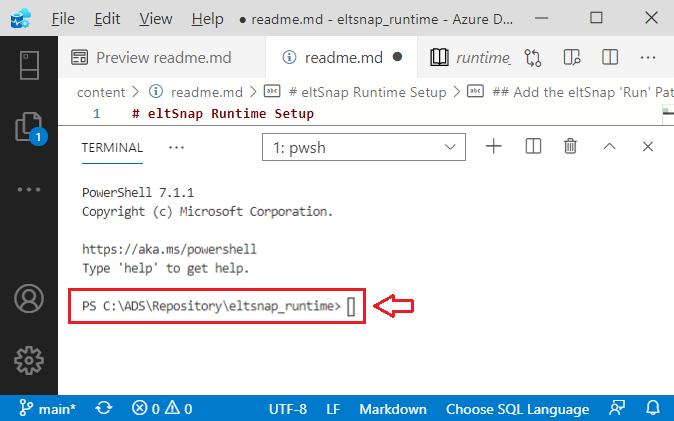 File Edit ● readme.md - eltsnap_runtime - Azure D...
Preview readme.md readme.md ● runtime_
content > readme.md > # eltSnap Runtime Setup > ## Add the eltSnap 'Run' Pat
1 # eltSnap Runtime Setup
TERMINAL ... 1: pwsh
PowerShell 7.1.1
Copyright (c) Microsoft Corporation.
https://aka.ms/powershell
Type 'help' to get help.
PS C:\ADS\Repository\eltsnap_runtime>
1
main* 0 0 UTF-8 LF Markdown Choose SQL Language